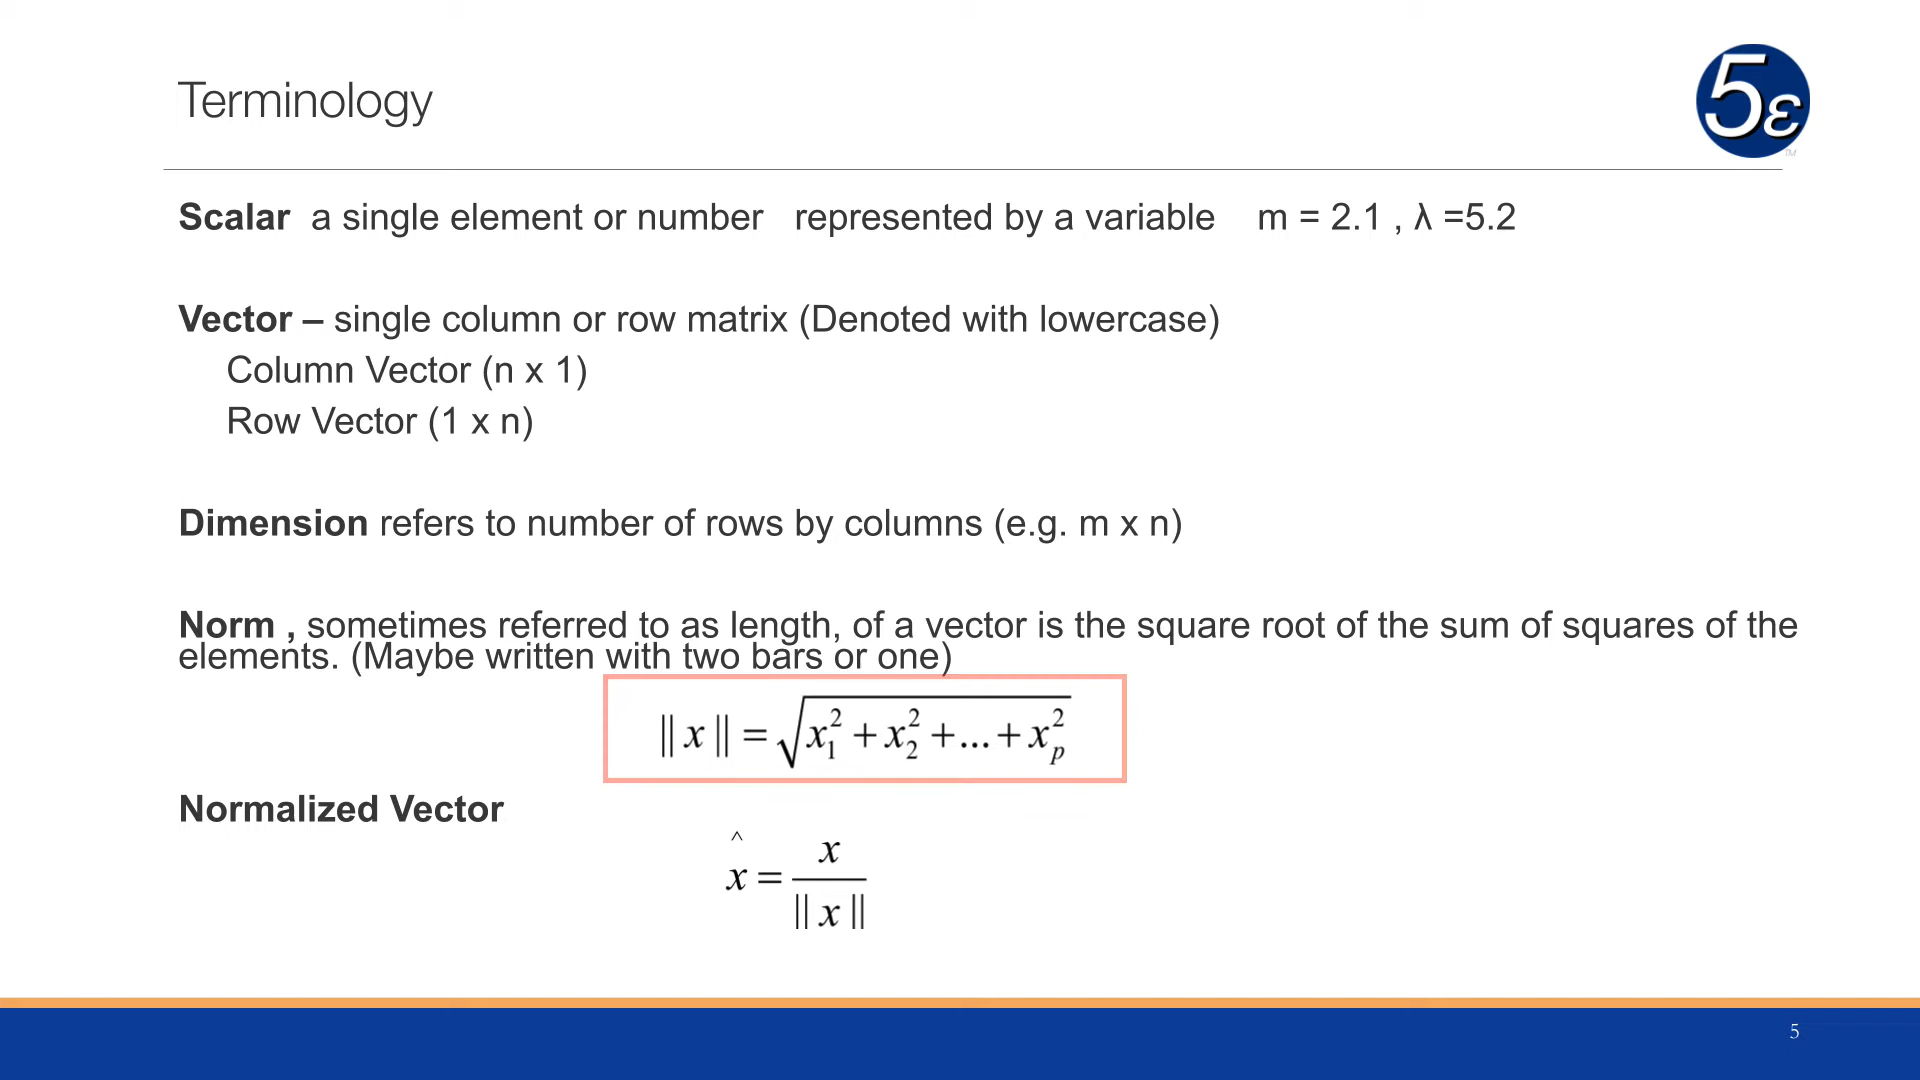 Terminology
5ε
TM
Scalar a single element or number represented by a variable m = 2.1 , λ =5.2
Vector – single column or row matrix (Denoted with lowercase)
Column Vector (n x 1)
Row Vector (1 x n)
Dimension refers to number of rows by columns (e.g. m x n)
Norm , sometimes referred to as length, of a vector is the square root of the sum of squares of the
elements. (Maybe written with two bars or one)
|| x || = √(x₁² + x₂² + ... + xₚ²)
Normalized Vector
x̂ = x / || x ||
5